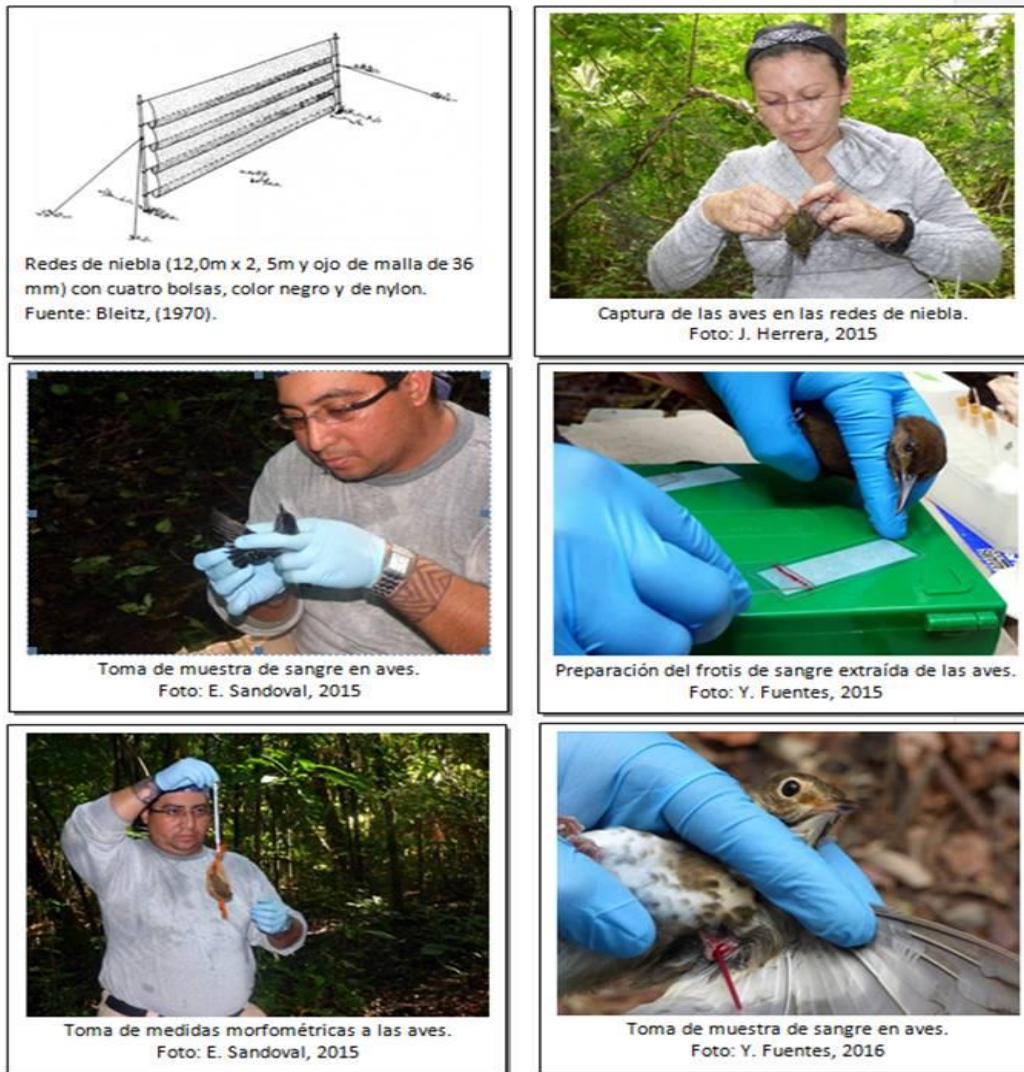 Redes de niebla (12,0m x 2, 5m y ojo de malla de 36
mm) con cuatro bolsas, color negro y de nylon.
Fuente: Bleitz, (1970).
Captura de las aves en las redes de niebla.
Foto: J. Herrera, 2015
Toma de muestra de sangre en aves.
Foto: E. Sandoval, 2015
Preparación del frotis de sangre extraída de las aves.
Foto: Y. Fuentes, 2015
Toma de medidas morfométricas a las aves.
Foto: E. Sandoval, 2015
Toma de muestra de sangre en aves.
Foto: Y. Fuentes, 2016